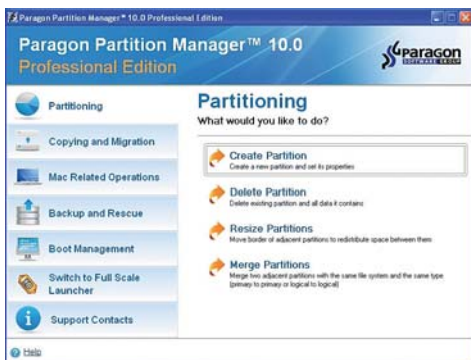 Paragon Partition Manager™ 10.0 Professional Edition
Paragon Partition Manager™ 10.0
Professional Edition
Paragon
SOFTWARE GROUP
Partitioning
Copying and Migration
Mac Related Operations
Backup and Rescue
Boot Management
Switch to Full Scale
Launcher
Support Contacts
Partitioning
What would you like to do?
Create Partition
Create a new partition and set its properties
Delete Partition
Delete existing partition and all data it contains
Resize Partitions
Move border of adjacent partitions to redistribute space between them
Merge Partitions
Merge two adjacent partitions with the same file system and the same type
(primary to primary or logical to logical)
Help